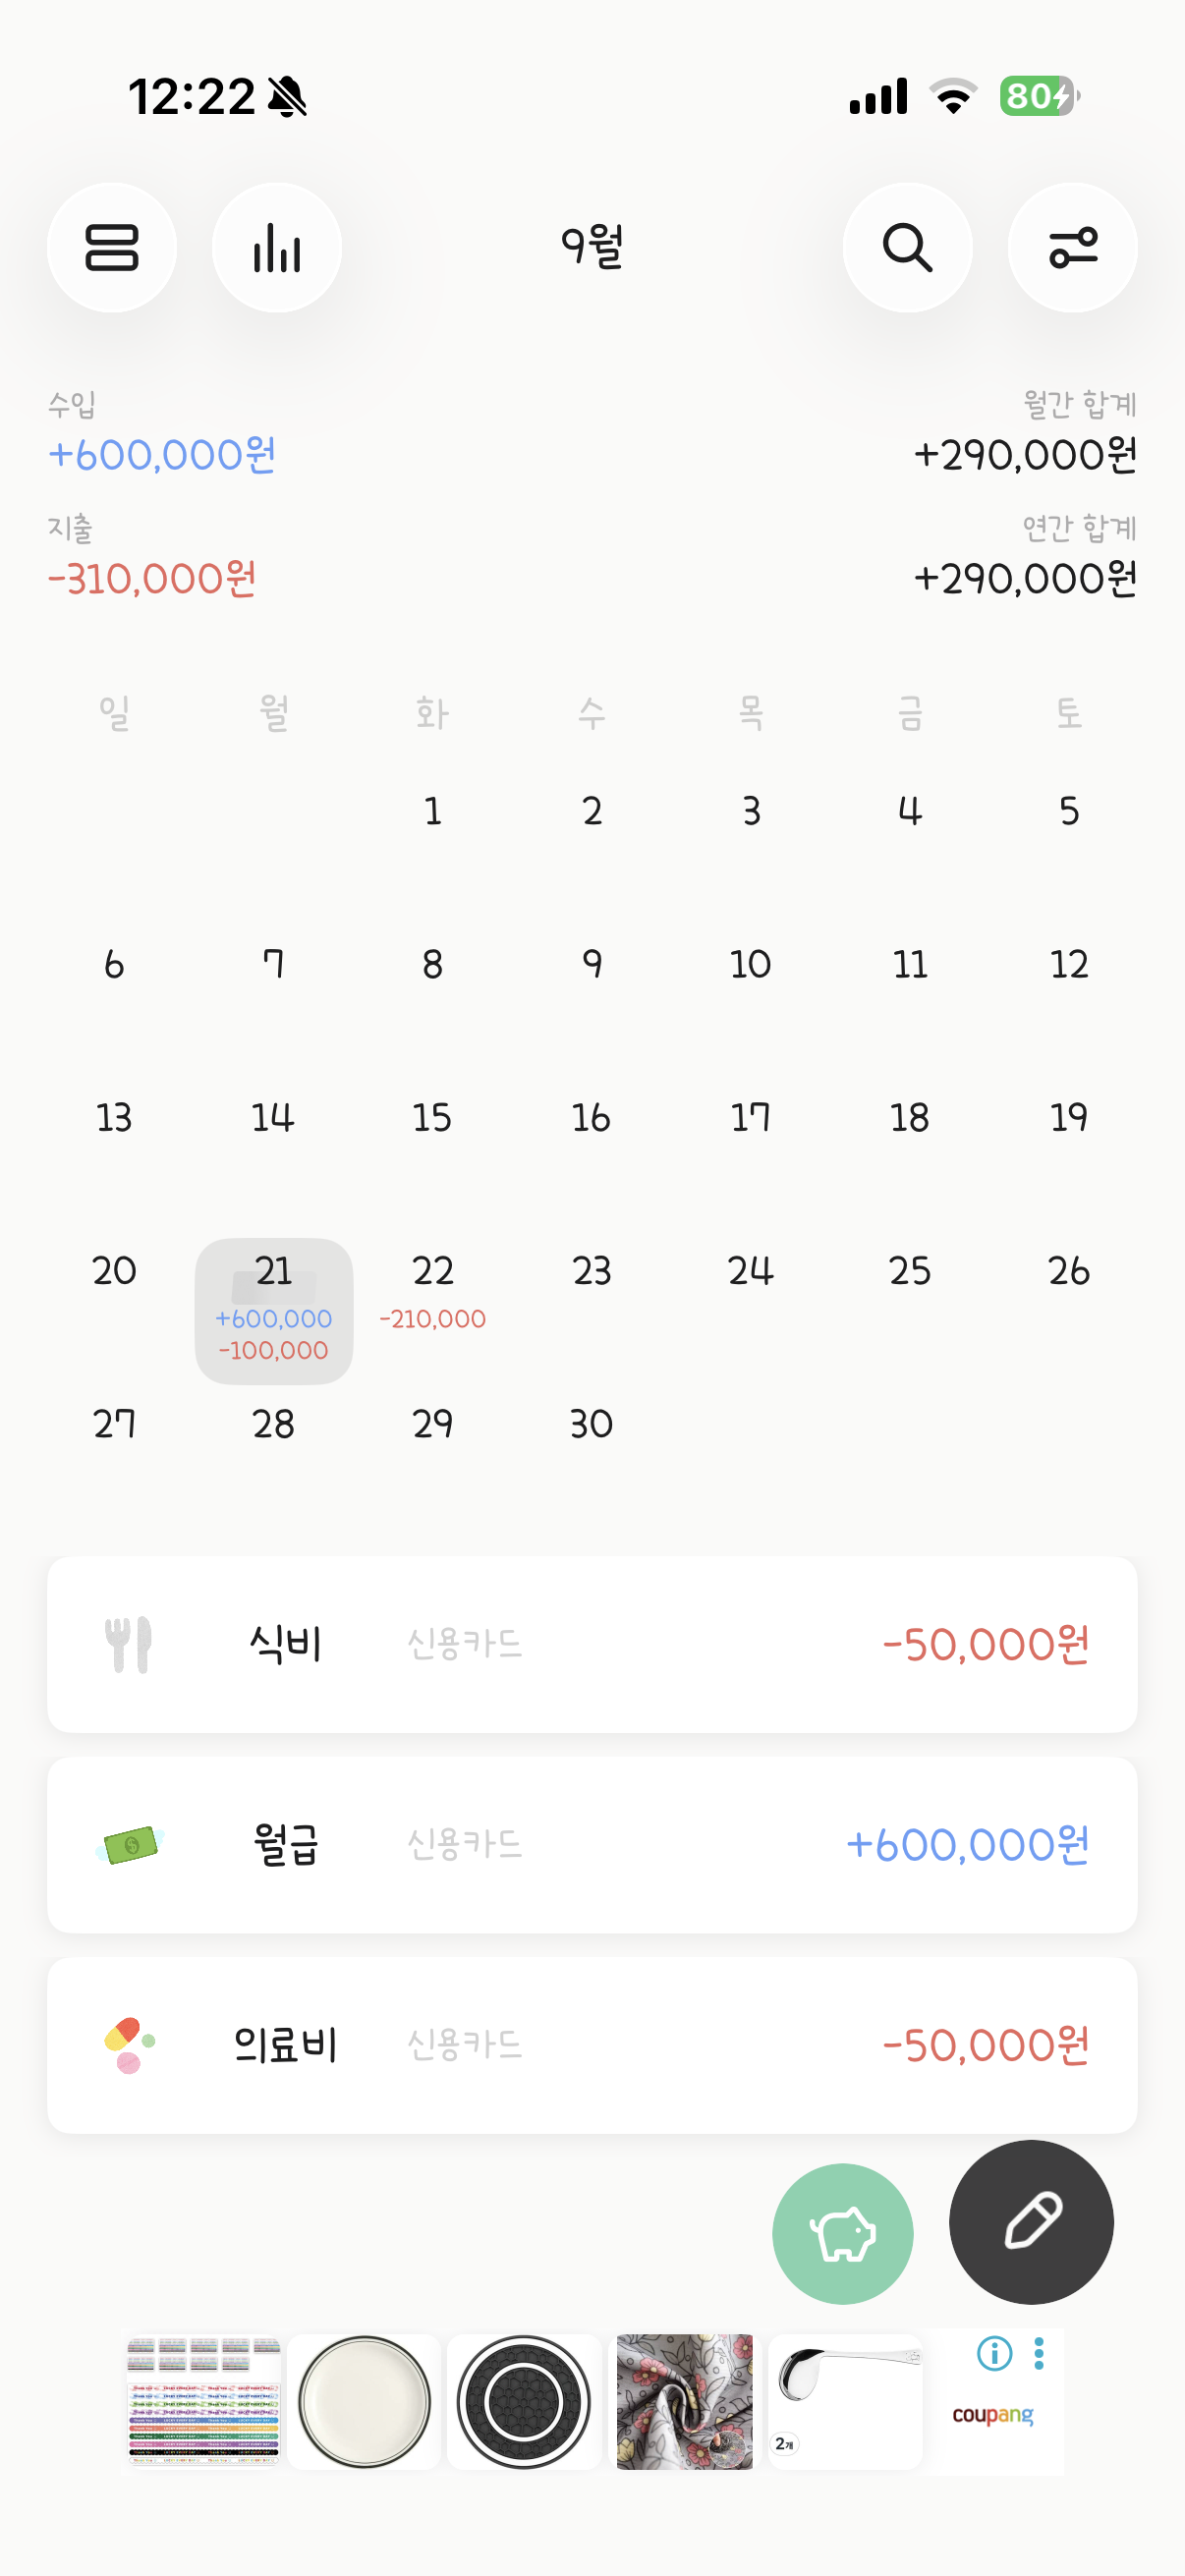 12:22
80
9월
수입
월간 합계
+600,000원
+290,000원
지출
연간 합계
-310,000원
+290,000원
일 월 화 수 목 금 토
1 2 3 4 5
6 7 8 9 10 11 12
13 14 15 16 17 18 19
20 21 22 23 24 25 26
+600,000 -210,000
-100,000
27 28 29 30
식비 신용카드 -50,000원
월급 신용카드 +600,000원
의료비 신용카드 -50,000원
coupang
2개